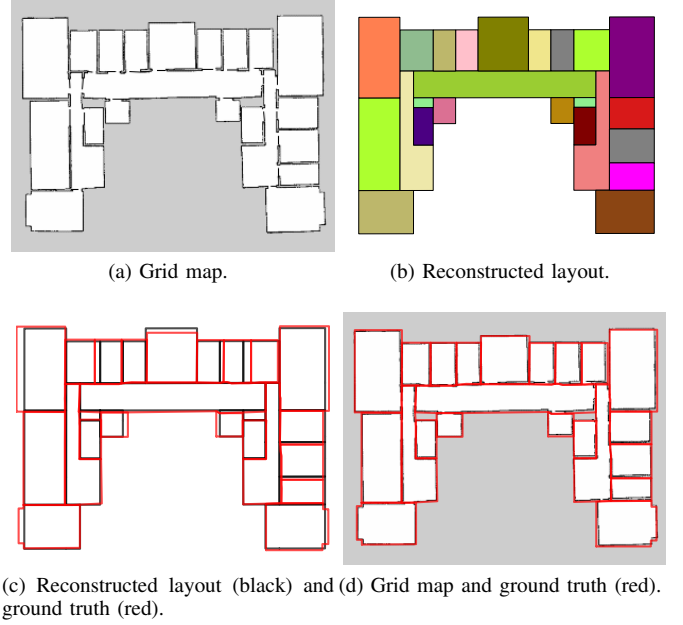 (a) Grid map.
(b) Reconstructed layout.
(c) Reconstructed layout (black) and ground truth (red).
(d) Grid map and ground truth (red).